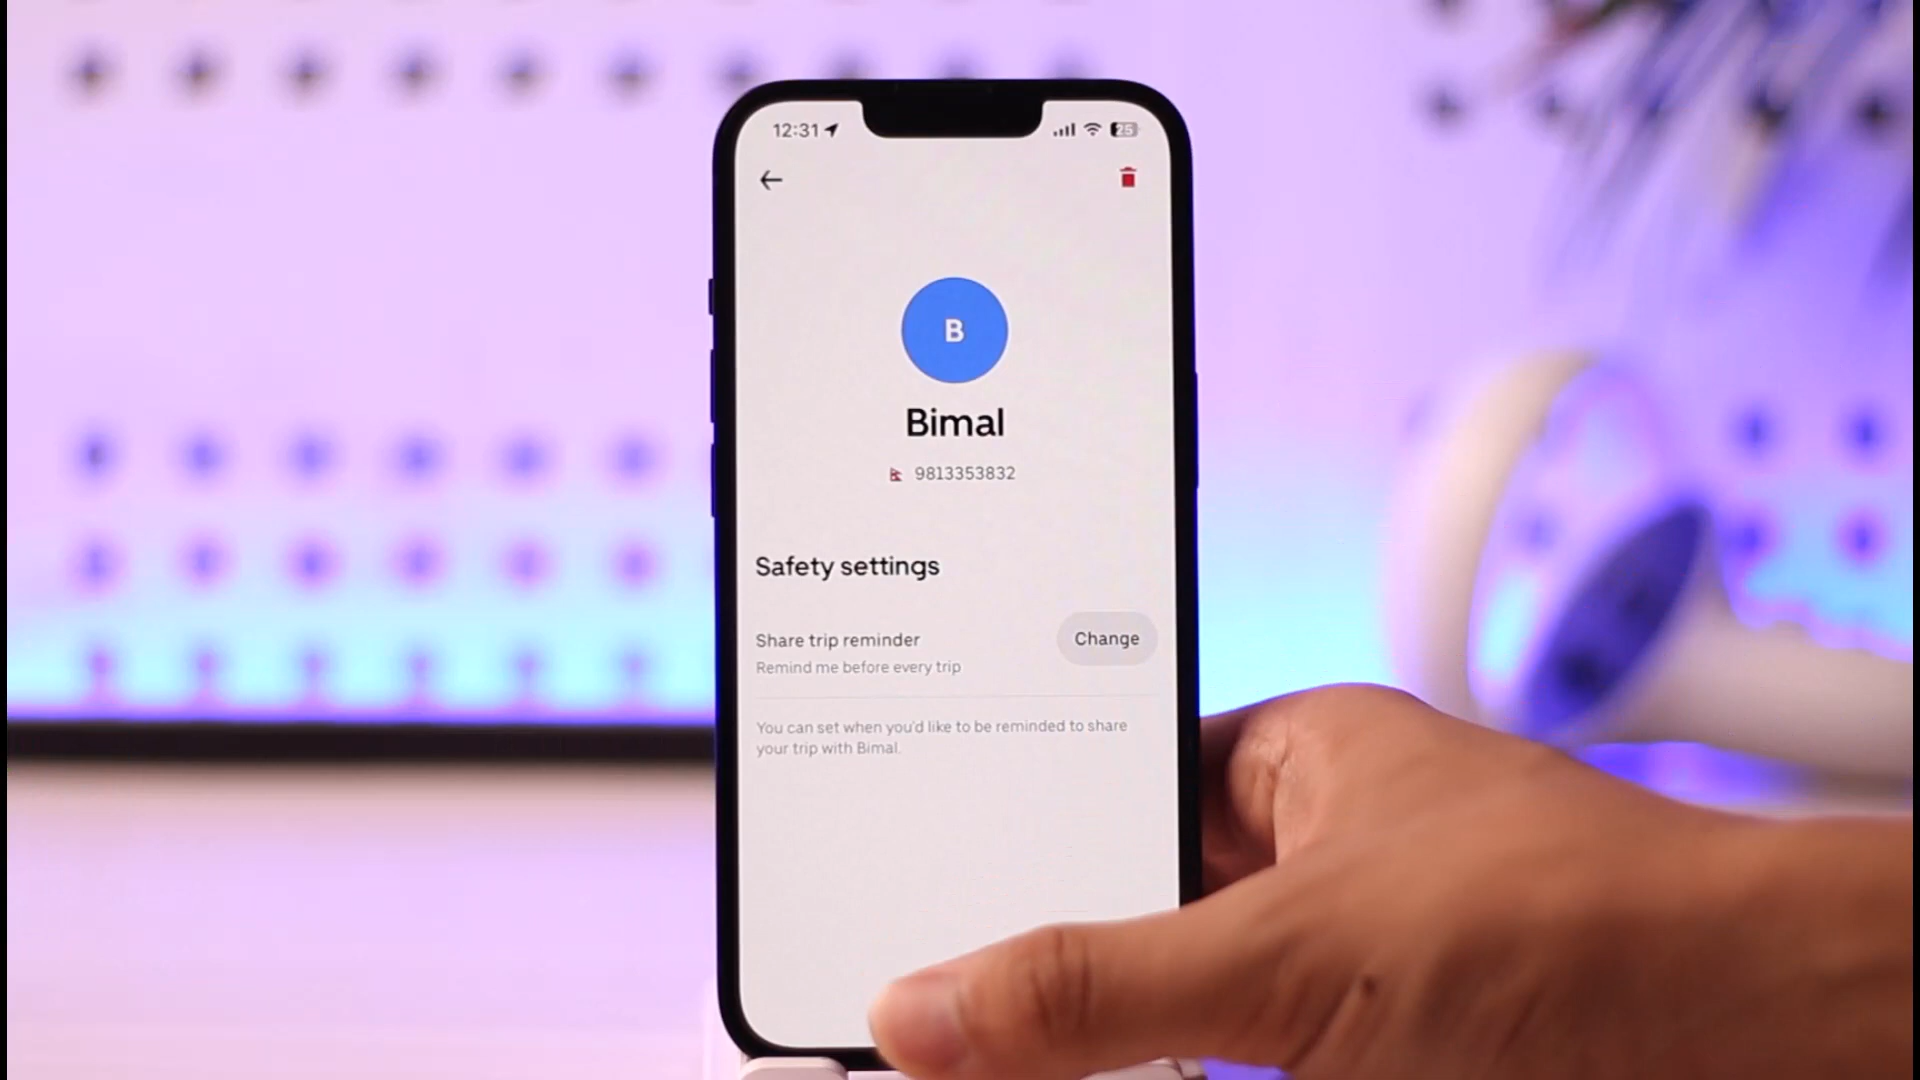 12:31
25
B
Bimal
9813353832
Safety settings
Share trip reminder
Change
Remind me before every trip
You can set when you'd like to be reminded to share
your trip with Bimal.